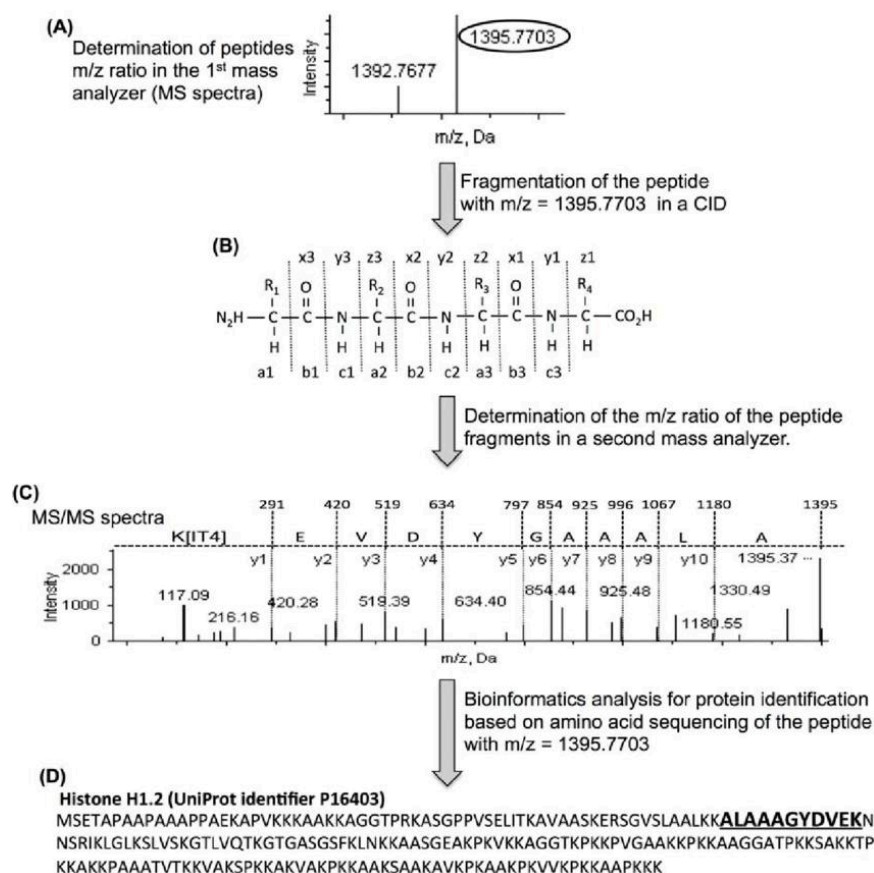 (A)
Determination of peptides
m/z ratio in the 1st mass
analyzer (MS spectra)
Intensity
1392.7677
1395.7703
m/z, Da
Fragmentation of the peptide
with m/z = 1395.7703 in a CID
(B)
x3 y3 z3 x2 y2 z2 x1 y1 z1
R1 O R2 O R3 O R4
N2H — C — C — N — C — C — N — C — C — N — C — CO2H
H H H H H H H
a1 b1 c1 a2 b2 c2 a3 b3 c3
Determination of the m/z ratio of the peptide
fragments in a second mass analyzer.
(C)
MS/MS spectra
291 420 519 634 797 854 925 996 1067 1180 1395
K[IT4] E V D Y G A A A L A
y1 y2 y3 y4 y5 y6 y7 y8 y9 y10 1395.37
2000
1000
0
Intensity
117.09 216.16 420.28 519.39 634.40 854.44 925.48 1180.55 1330.49
m/z, Da
Bioinformatics analysis for protein identification
based on amino acid sequencing of the peptide
with m/z = 1395.7703
(D)
Histone H1.2 (UniProt identifier P16403)
MSETAPAAPAAAPPAEKAPVKKKAAKKAGGTPRKASGPPVSELITKAVAASKERSGVSLAALKKALAAAGYDVEKN
NSRIKLGLKSLVSKGTLVQTKGTGASGSFKLNKKAASGEAKPKVKKAGGTKPKKPVGAAKKPKKAAGGATPKKSAKKTP
KKAKKPAAATVTKKVAKSPKKAKVAKPKKAAKSAAKAVKPKAAKPKVVKPKKAAPKKK